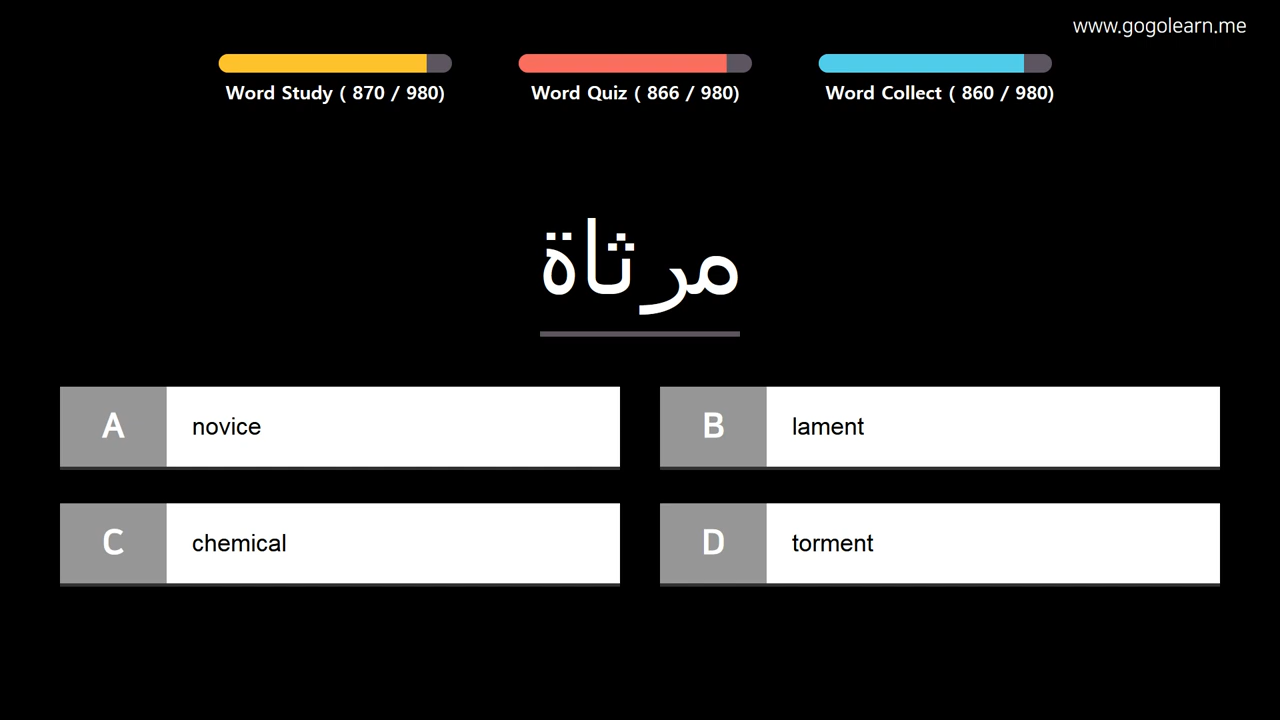 www.gogolearn.me
Word Study ( 870 / 980)
Word Quiz ( 866 / 980)
Word Collect ( 860 / 980)
مرثاة
A novice
B lament
C chemical
D torment